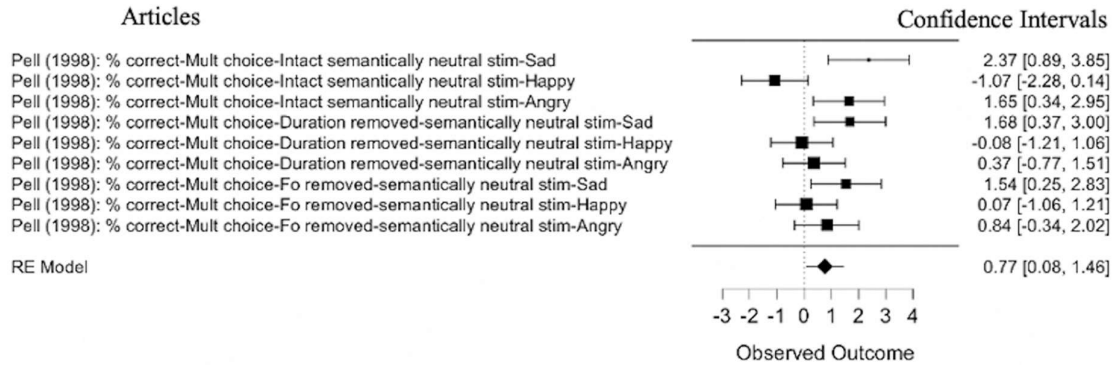 Articles Confidence Intervals
Pell (1998): % correct-Mult choice-Intact semantically neutral stim-Sad 2.37 [0.89, 3.85]
Pell (1998): % correct-Mult choice-Intact semantically neutral stim-Happy -1.07 [-2.28, 0.14]
Pell (1998): % correct-Mult choice-Intact semantically neutral stim-Angry 1.65 [0.34, 2.95]
Pell (1998): % correct-Mult choice-Duration removed-semantically neutral stim-Sad 1.68 [0.37, 3.00]
Pell (1998): % correct-Mult choice-Duration removed-semantically neutral stim-Happy -0.08 [-1.21, 1.06]
Pell (1998): % correct-Mult choice-Duration removed-semantically neutral stim-Angry 0.37 [-0.77, 1.51]
Pell (1998): % correct-Mult choice-Fo removed-semantically neutral stim-Sad 1.54 [0.25, 2.83]
Pell (1998): % correct-Mult choice-Fo removed-semantically neutral stim-Happy 0.07 [-1.06, 1.21]
Pell (1998): % correct-Mult choice-Fo removed-semantically neutral stim-Angry 0.84 [-0.34, 2.02]
RE Model 0.77 [0.08, 1.46]
-3 -2 -1 0 1 2 3 4
Observed Outcome